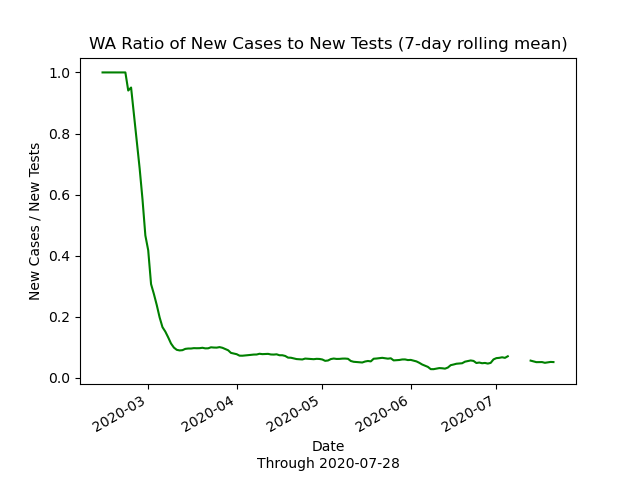 WA Ratio of New Cases to New Tests (7-day rolling mean)
New Cases / New Tests
1.0
0.8
0.6
0.4
0.2
0.0
2020-03
2020-04
2020-05
2020-06
2020-07
Date
Through 2020-07-28